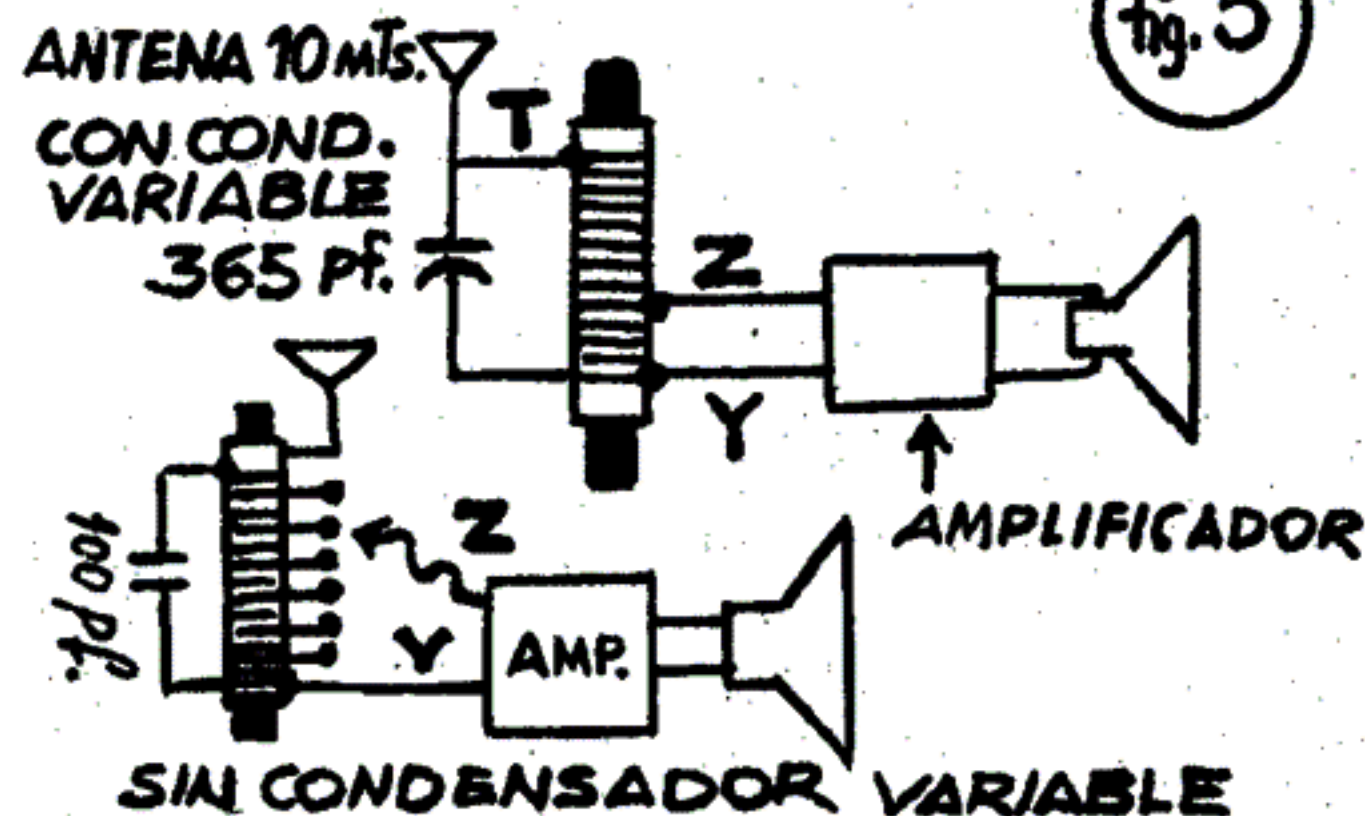 fig. 5
ANTENA 10 mTs.
CON COND.
VARIABLE
365 pf.
T
Z
Y
AMPLIFICADOR
100 pf.
Z
Y
AMP.
SIN CONDENSADOR VARIABLE